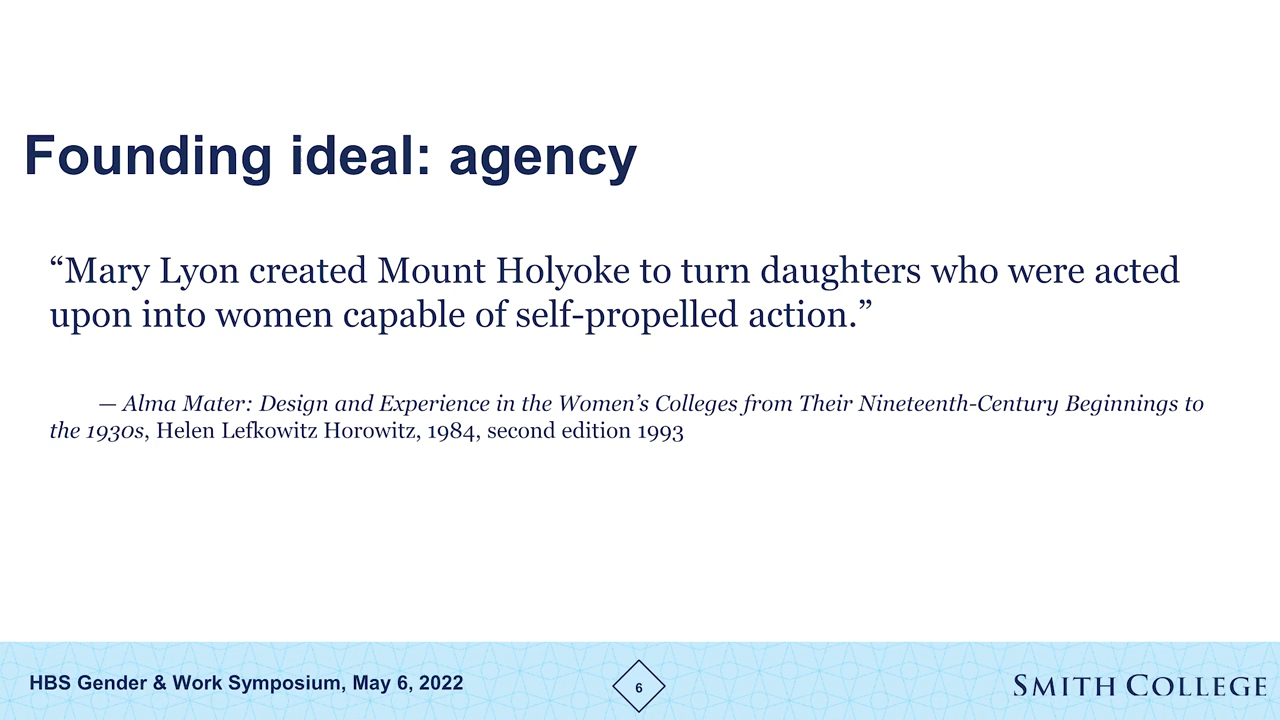 Founding ideal: agency
“Mary Lyon created Mount Holyoke to turn daughters who were acted
upon into women capable of self-propelled action.”
— Alma Mater: Design and Experience in the Women’s Colleges from Their Nineteenth-Century Beginnings to
the 1930s, Helen Lefkowitz Horowitz, 1984, second edition 1993
HBS Gender & Work Symposium, May 6, 2022
6
SMITH COLLEGE